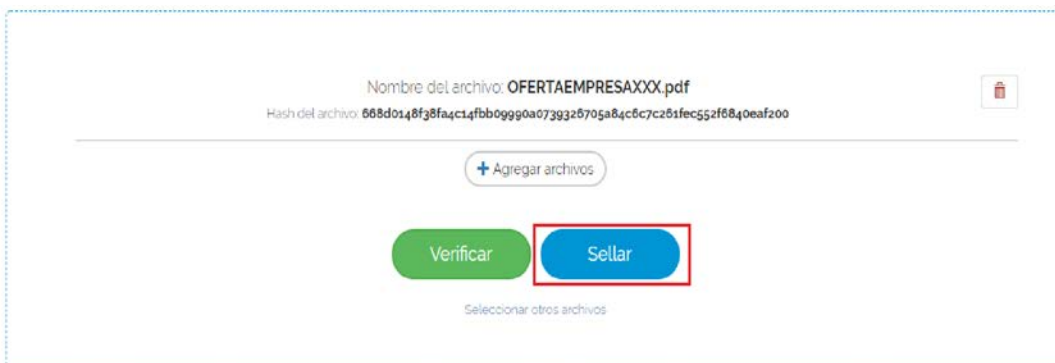 Nombre del archivo: OFERTAEMPRESAXXX.pdf
Hash del archivo: 668d0148f38fa4c14fbb09990a0739326705a84c6c7c261fec552f6840eaf200
+ Agregar archivos
Verificar
Sellar
Seleccionar otros archivos